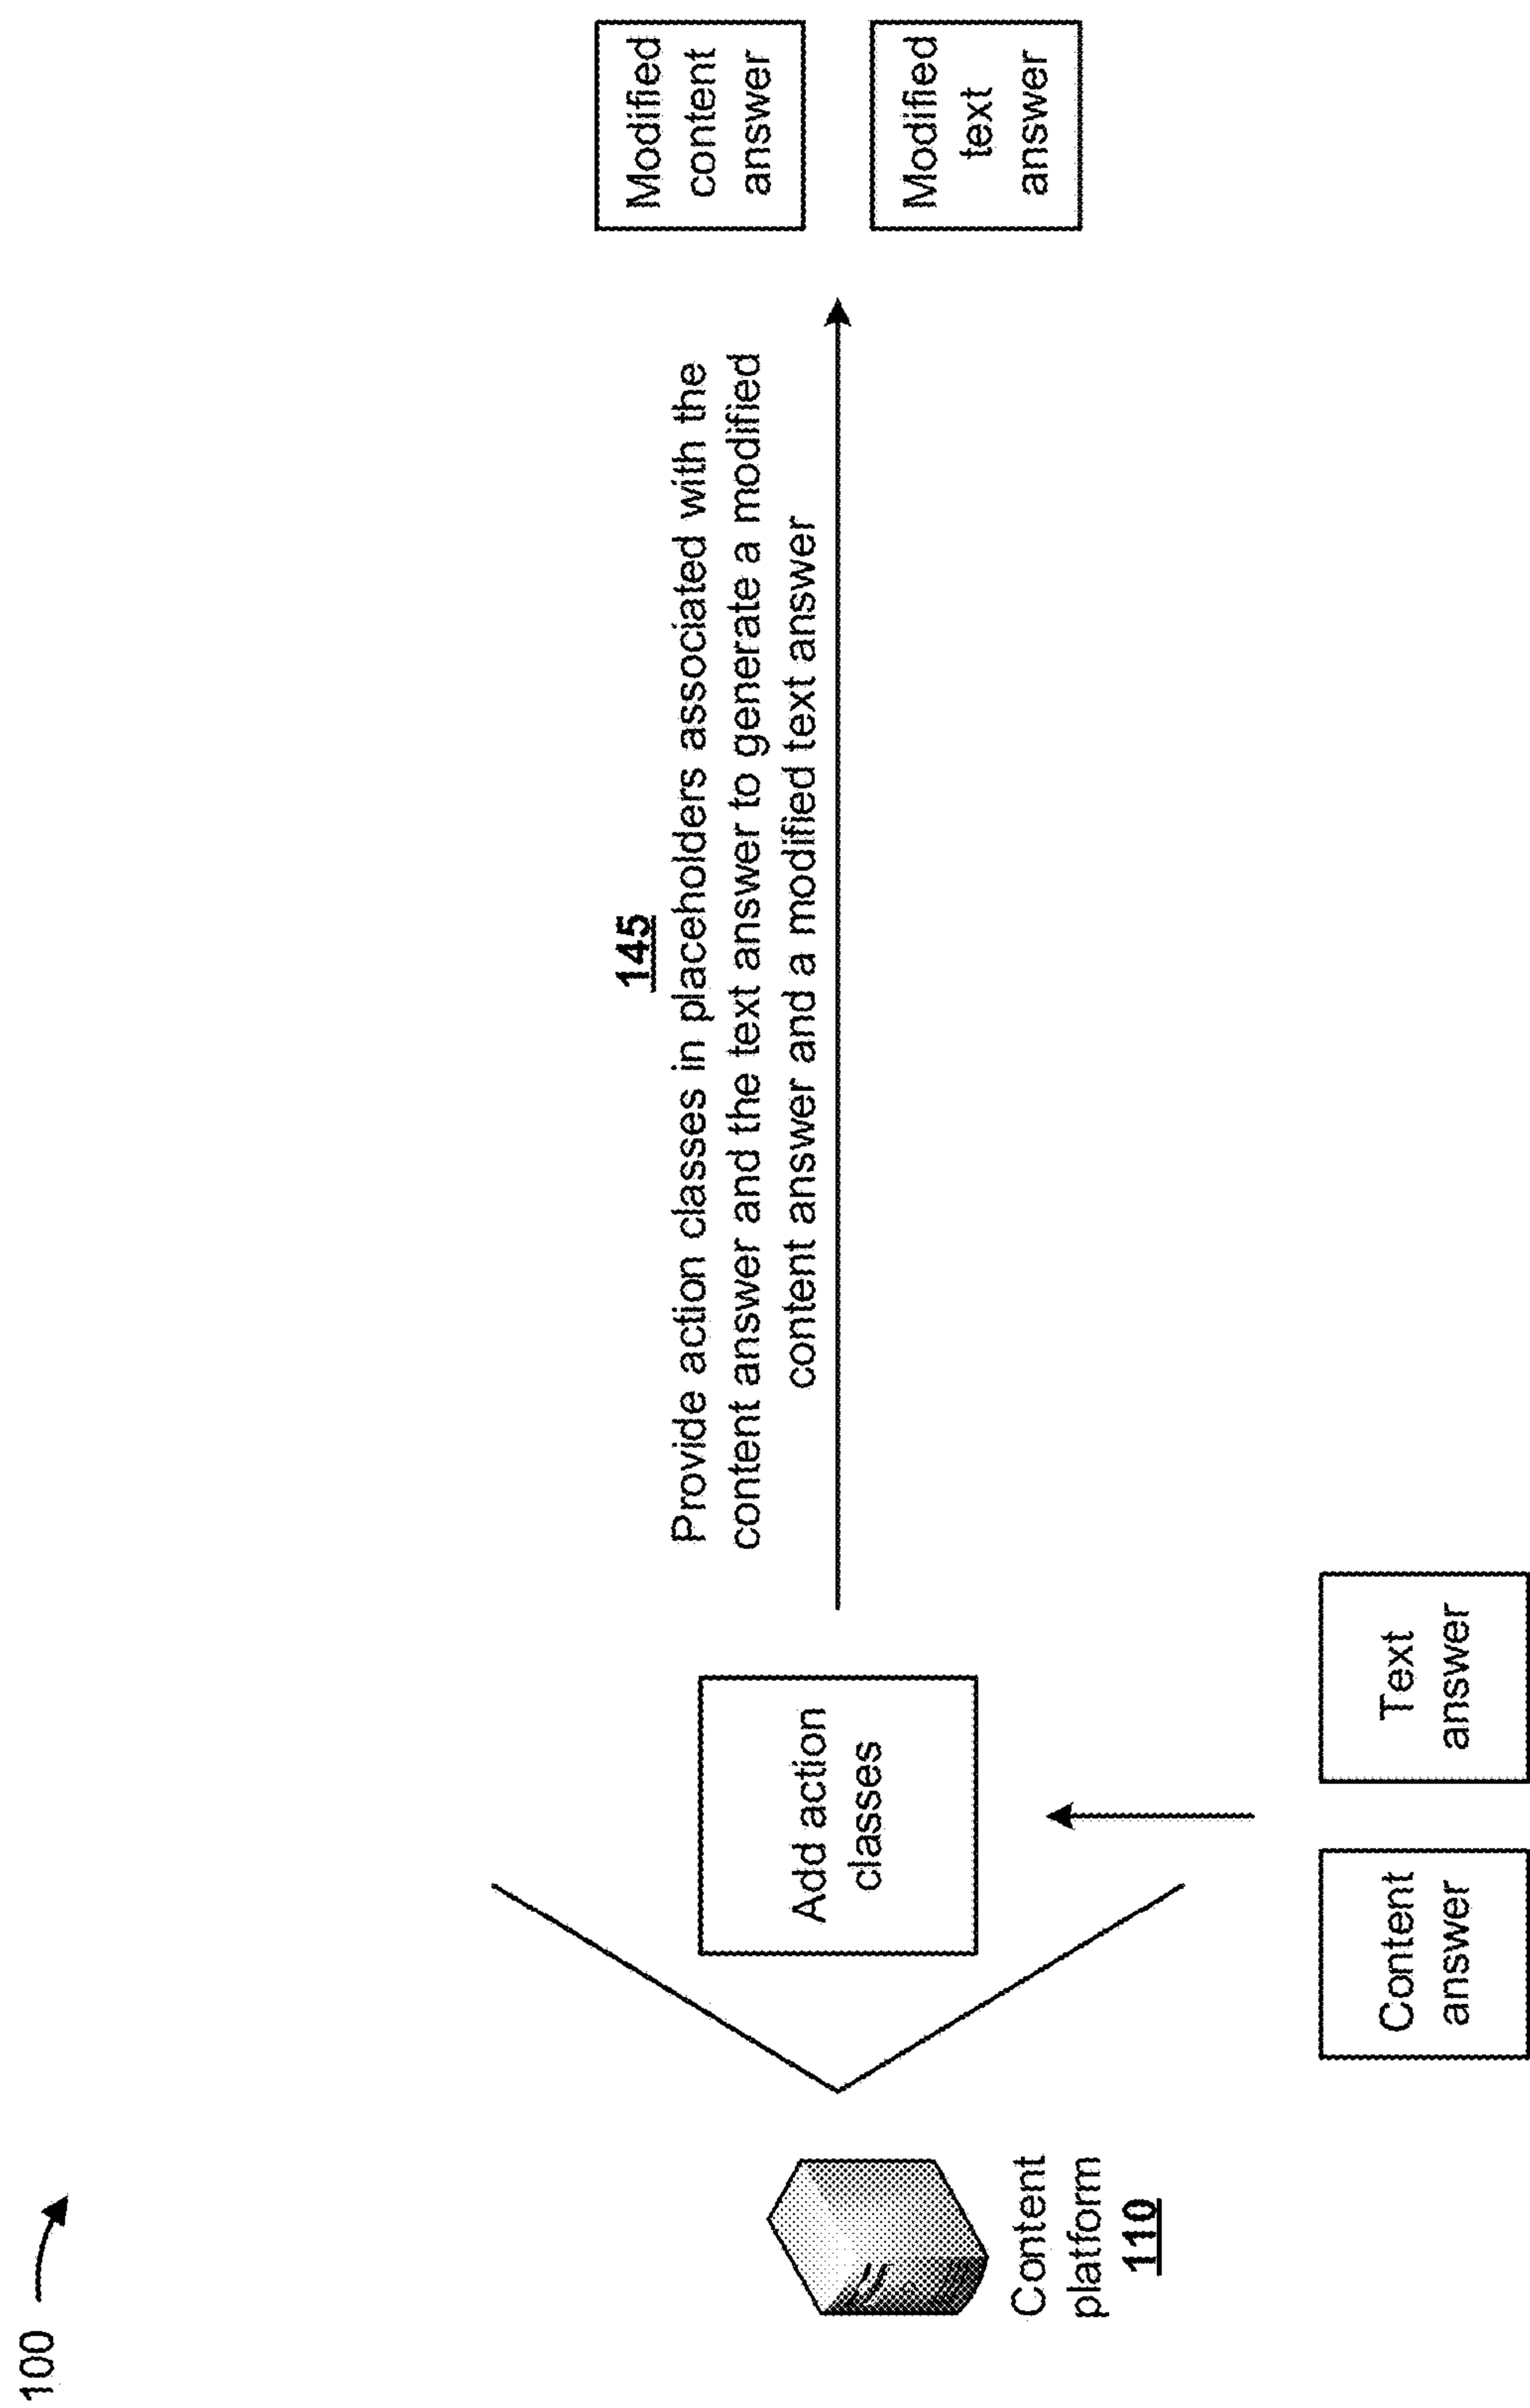 100
145
Provide action classes in placeholders associated with the
content answer and the text answer to generate a modified
content answer and a modified text answer
Modified
content
answer
Modified
text
answer
Add action
classes
Content
platform
110
Content
answer
Text
answer